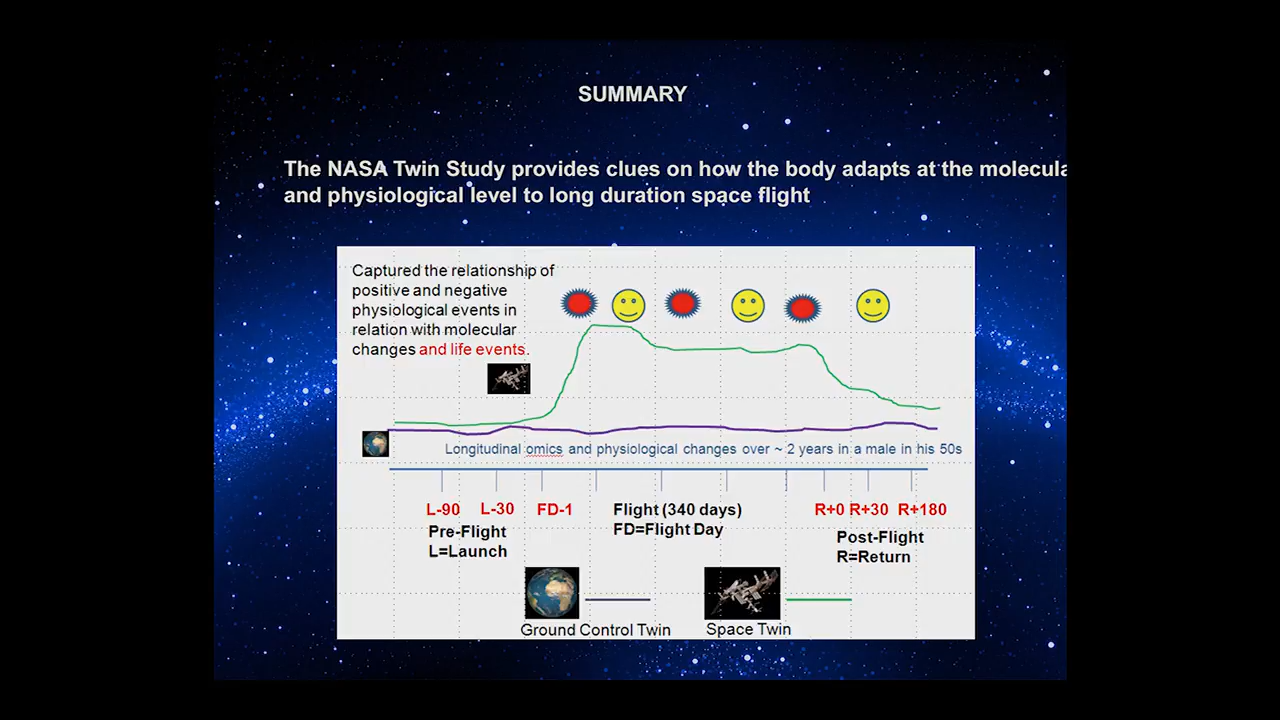 SUMMARY
The NASA Twin Study provides clues on how the body adapts at the molecula
and physiological level to long duration space flight
Captured the relationship of
positive and negative
physiological events in
relation with molecular
changes and life events.
Longitudinal omics and physiological changes over ~ 2 years in a male in his 50s
L-90 L-30 FD-1 Flight (340 days) R+0 R+30 R+180
FD=Flight Day
Pre-Flight
L=Launch
Post-Flight
R=Return
Ground Control Twin
Space Twin